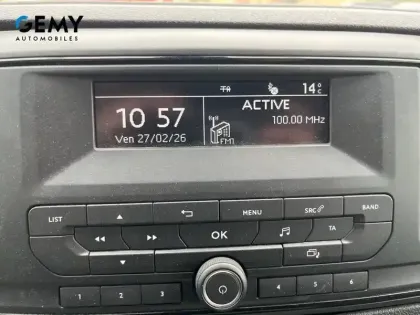 GEMY
AUTOMOBILES
TA 14°C
10 57 ACTIVE
100.00 MHz
Ven 27/02/26 FM1
LIST MENU SRC BAND
OK TA
1 2 3 4 5 6